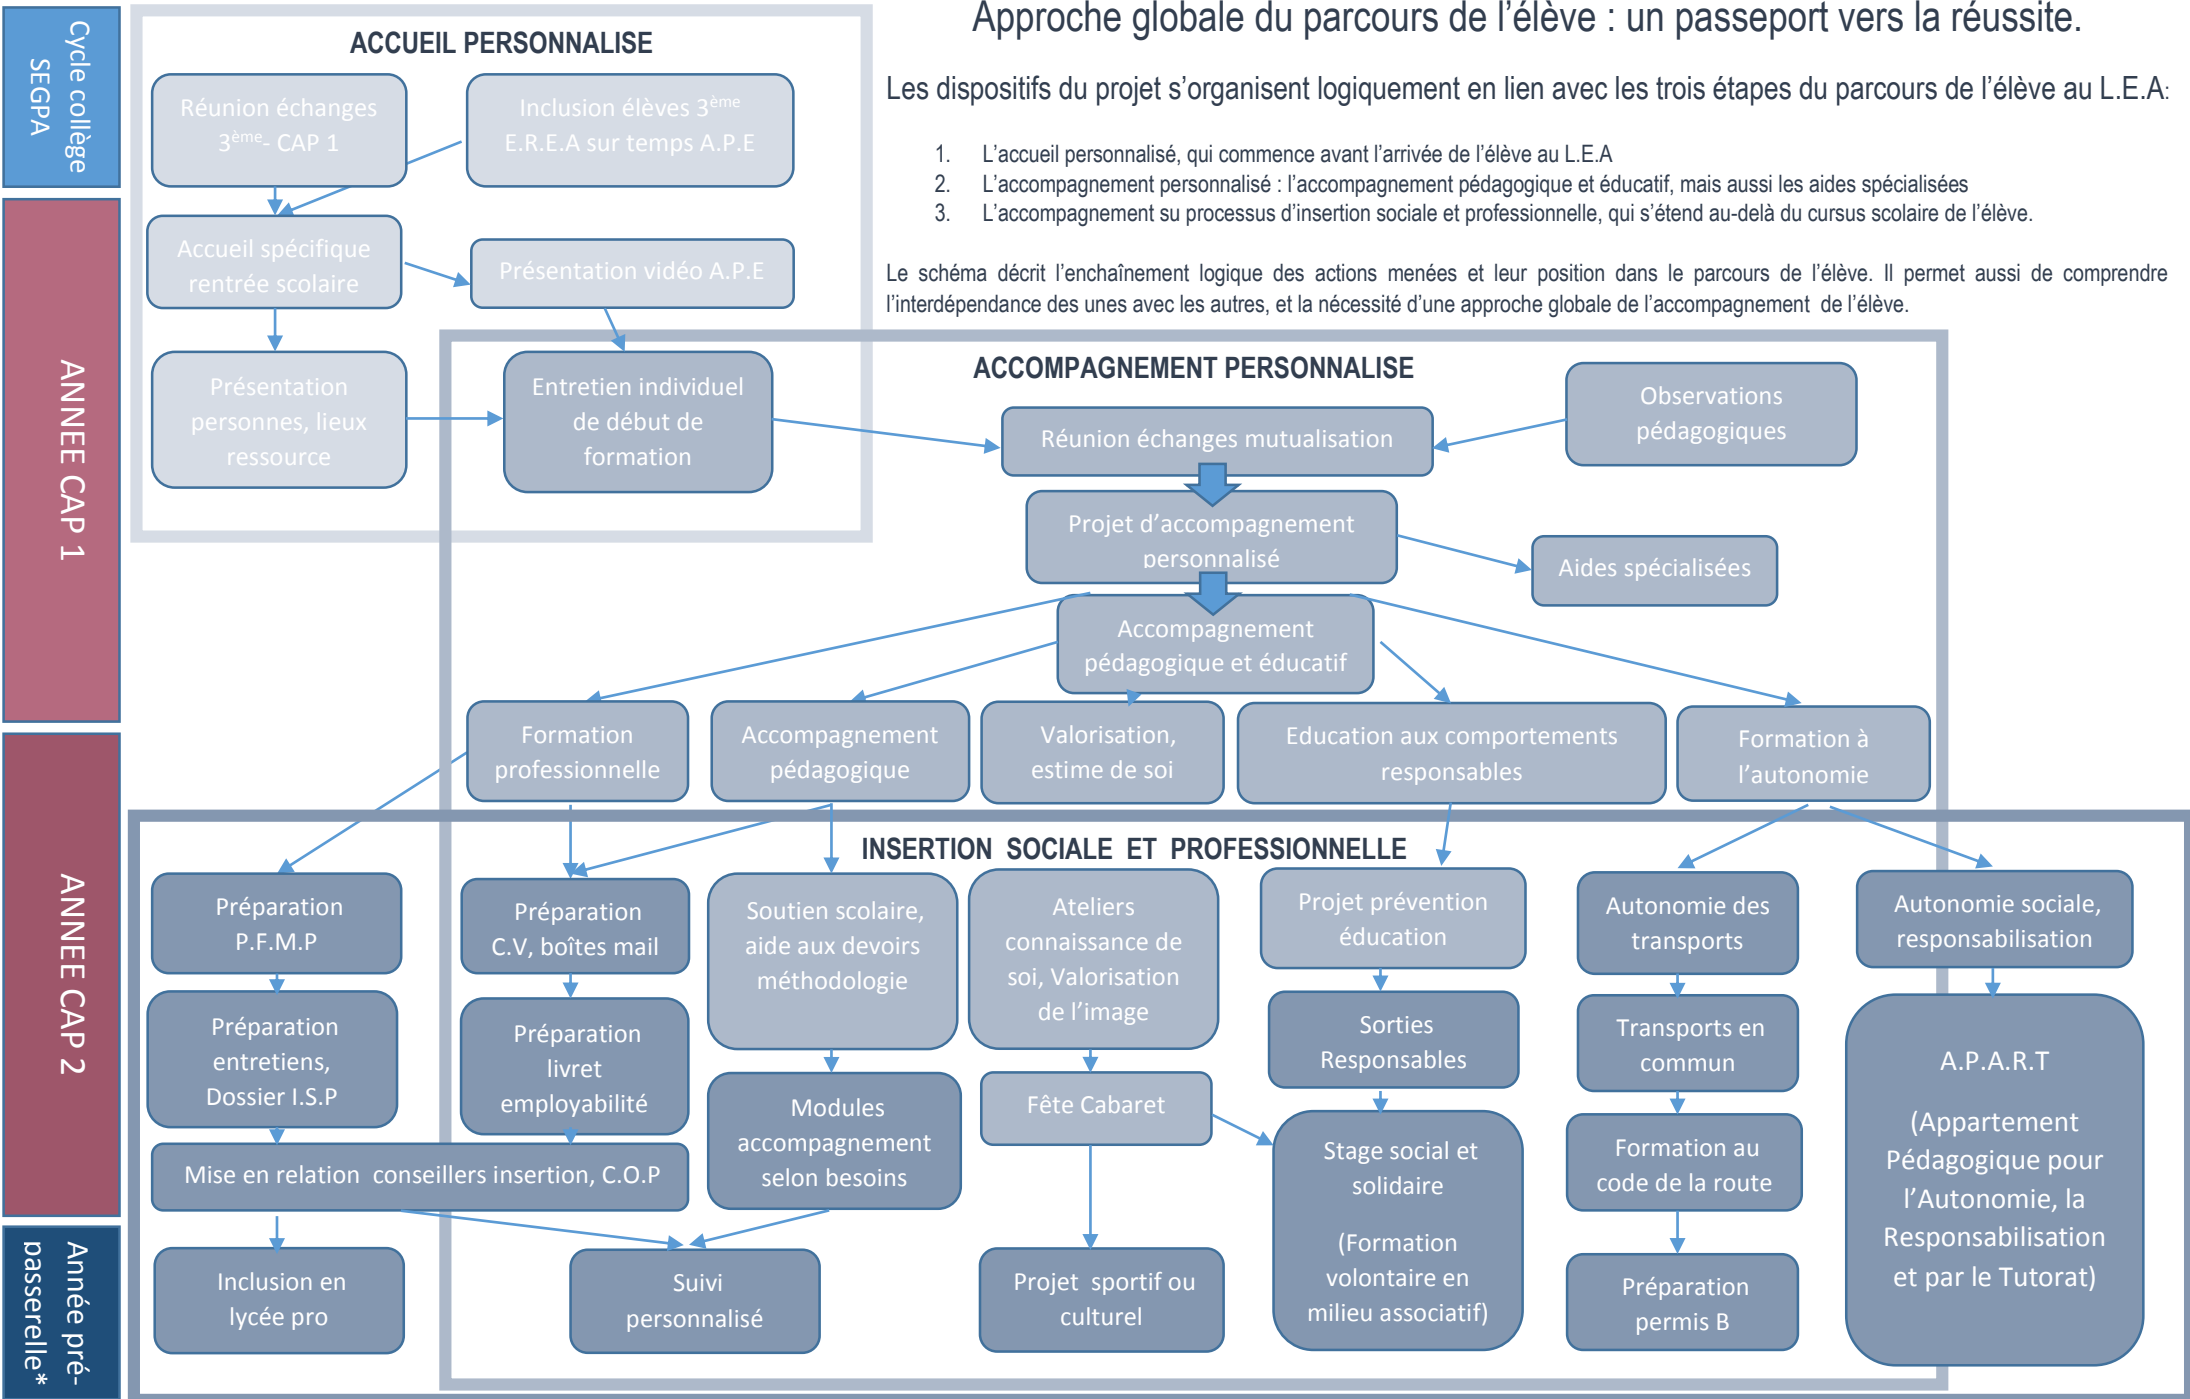 Approche globale du parcours de l'élève : un passeport vers la réussite.
Les dispositifs du projet s'organisent logiquement en lien avec les trois étapes du parcours de l'élève au L.E.A:
1. L'accueil personnalisé, qui commence avant l'arrivée de l'élève au L.E.A
2. L'accompagnement personnalisé : l'accompagnement pédagogique et éducatif, mais aussi les aides spécialisées
3. L'accompagnement su processus d'insertion sociale et professionnelle, qui s'étend au-delà du cursus scolaire de l'élève.
Le schéma décrit l'enchaînement logique des actions menées et leur position dans le parcours de l'élève. Il permet aussi de comprendre
l'interdépendance des unes avec les autres, et la nécessité d'une approche globale de l'accompagnement de l'élève.
Cycle collège
SEGPA
ANNEE CAP 1
ANNEE CAP 2
Année pré-
passerelle*
ACCUEIL PERSONNALISE
Réunion échanges
3ème- CAP 1
Inclusion élèves 3ème
E.R.E.A sur temps A.P.E
Accueil spécifique
rentrée scolaire
Présentation vidéo A.P.E
Présentation
personnes, lieux
ressource
Entretien individuel
de début de
formation
ACCOMPAGNEMENT PERSONNALISE
Réunion échanges mutualisation
Observations
pédagogiques
Projet d'accompagnement
personnalisé
Aides spécialisées
Accompagnement
pédagogique et éducatif
Formation
professionnelle
Accompagnement
pédagogique
Valorisation,
estime de soi
Education aux comportements
responsables
Formation à
l'autonomie
INSERTION SOCIALE ET PROFESSIONNELLE
Préparation
P.F.M.P
Préparation
C.V, boîtes mail
Soutien scolaire,
aide aux devoirs
méthodologie
Ateliers
connaissance de
soi, Valorisation
de l'image
Projet prévention
éducation
Autonomie des
transports
Autonomie sociale,
responsabilisation
Préparation
entretiens,
Dossier I.S.P
Préparation
livret
employabilité
Modules
accompagnement
selon besoins
Fête Cabaret
Sorties
Responsables
Transports en
commun
A.P.A.R.T
(Appartement
Pédagogique pour
l'Autonomie, la
Responsabilisation
et par le Tutorat)
Mise en relation conseillers insertion, C.O.P
Stage social et
solidaire
(Formation
volontaire en
milieu associatif)
Formation au
code de la route
Inclusion en
lycée pro
Suivi
personnalisé
Projet sportif ou
culturel
Préparation
permis B